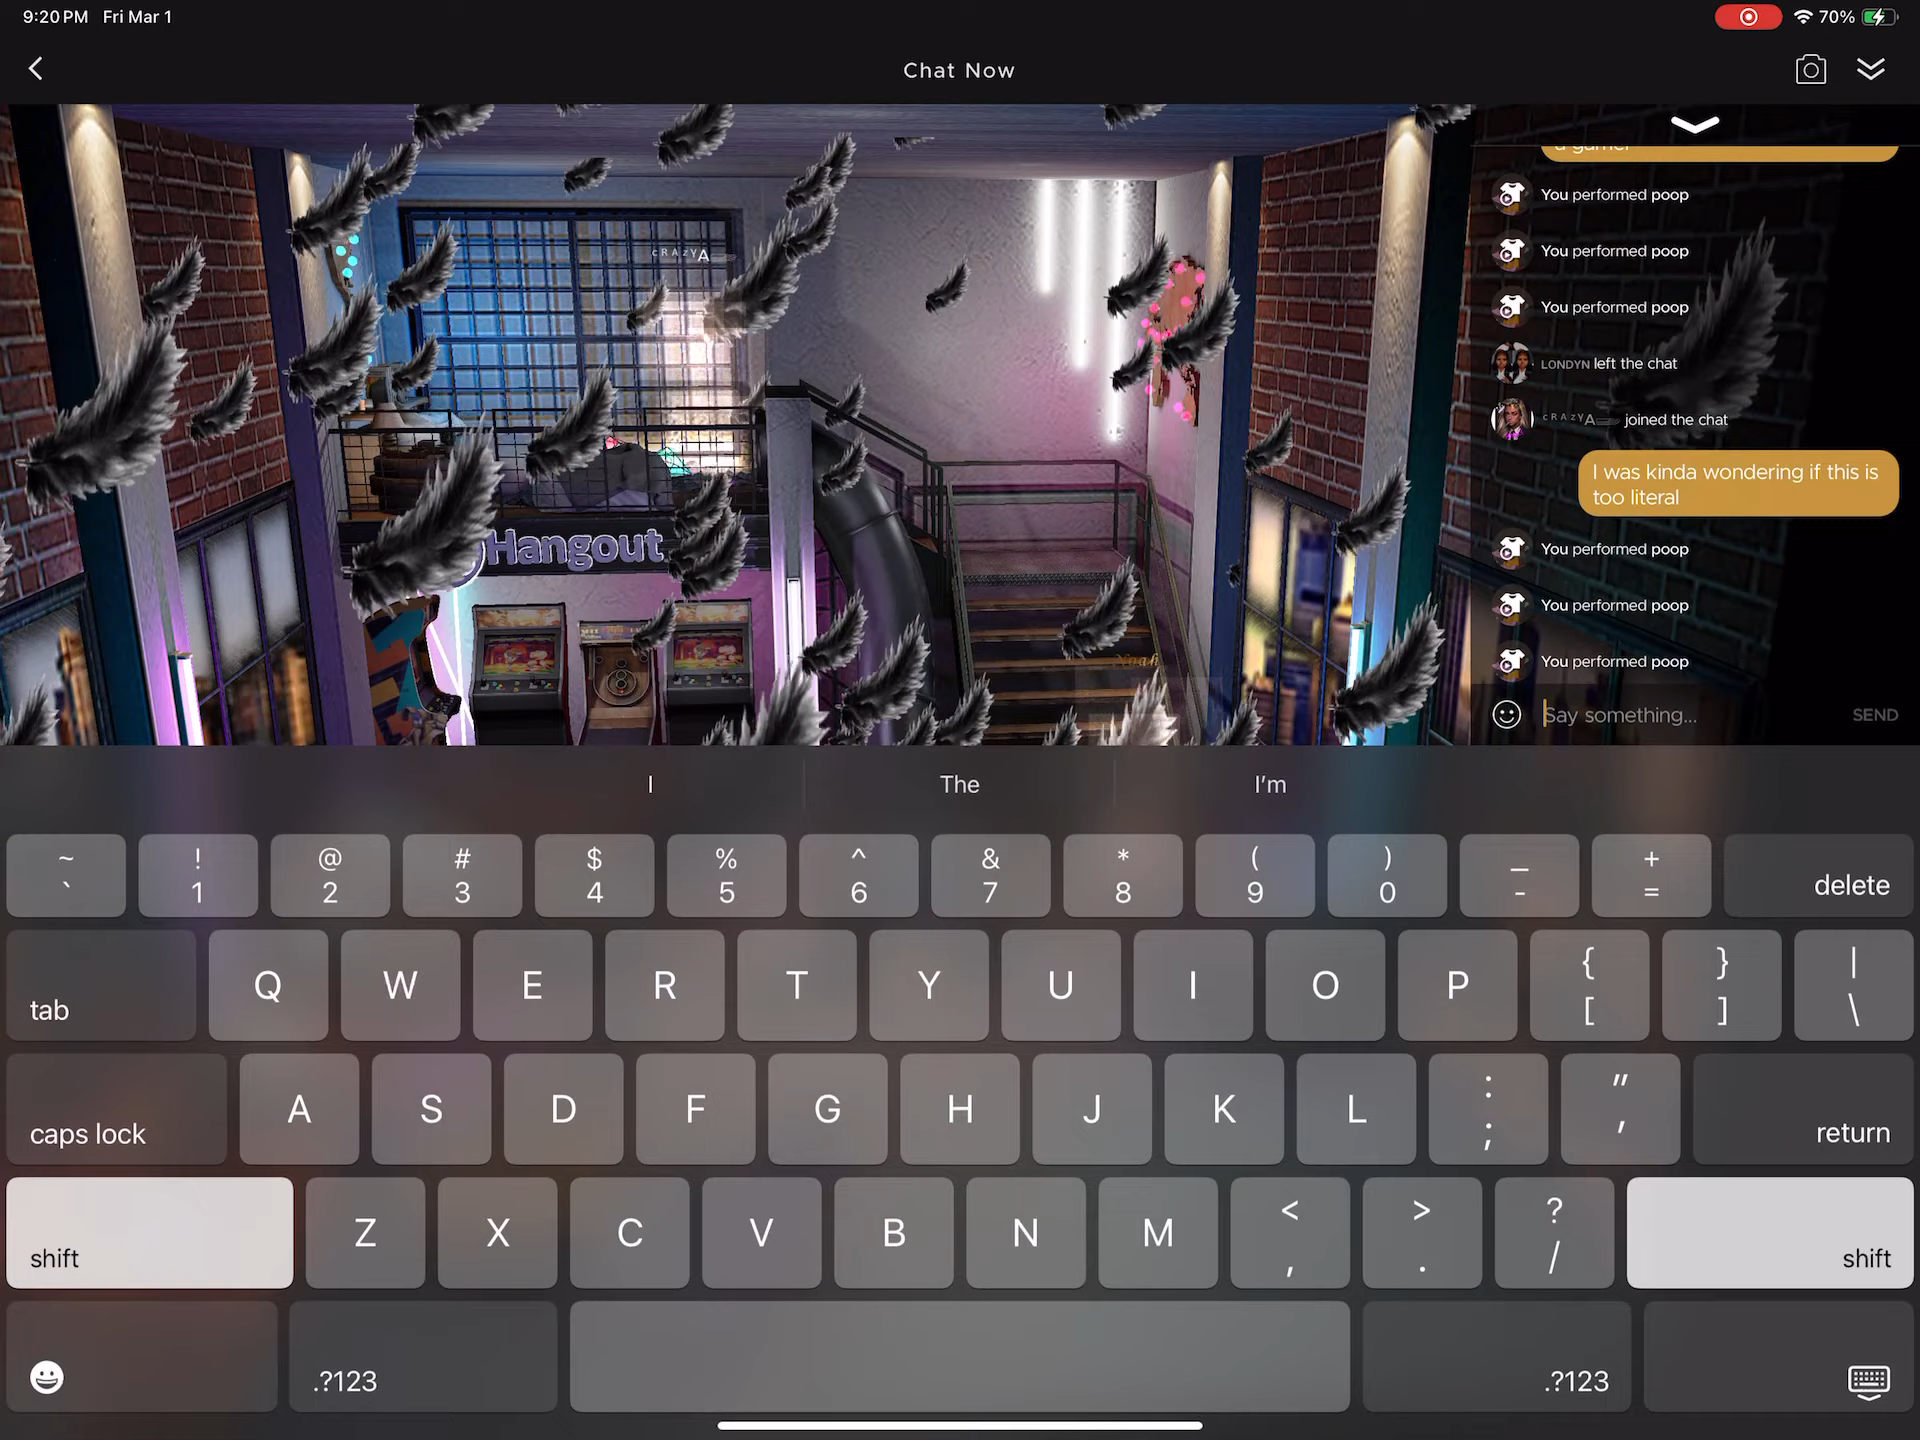 9:20 PM Fri Mar 1
70%
Chat Now
You performed poop
You performed poop
You performed poop
LONDYN left the chat
cRAzYA joined the chat
I was kinda wondering if this is
too literal
You performed poop
You performed poop
You performed poop
Say something...
SEND
cRAzYA
Hangout
Noah
I The I'm
~ ! @ # $ % ^ & * ( ) _ +
` 1 2 3 4 5 6 7 8 9 0 - = delete
tab Q W E R T Y U I O P { [ } ] | \
caps lock A S D F G H J K L : ; " ' return
shift Z X C V B N M < , > . ? / shift
.?123 .?123